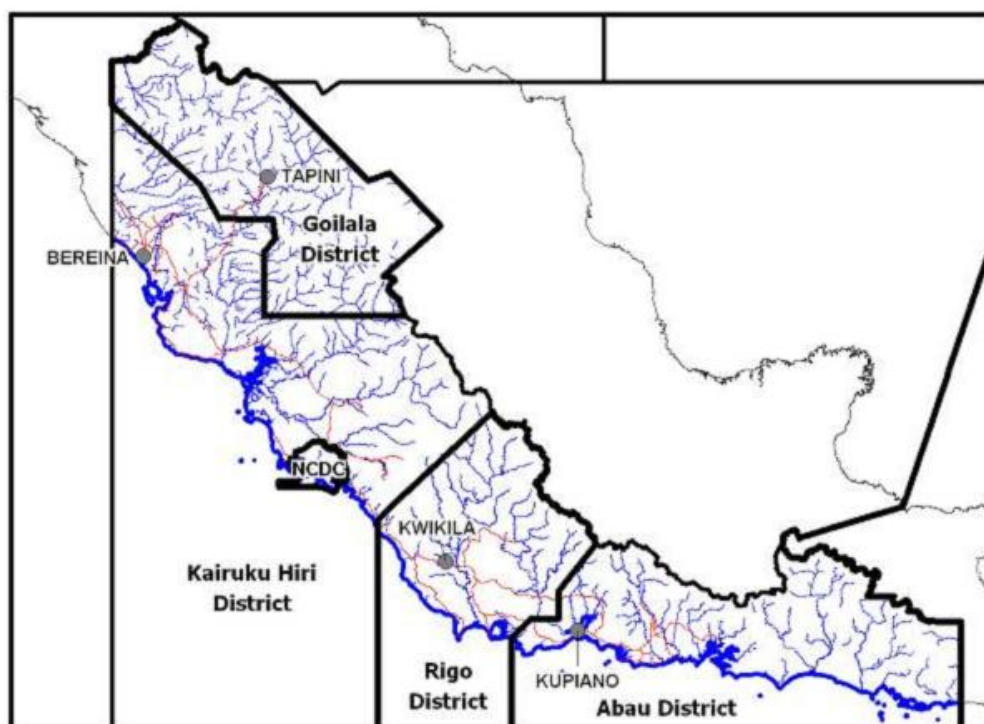 TAPINI
Goilala
District
BEREINA
NCDC
KWIKILA
Kairuku Hiri
District
Rigo
District
KUPIANO
Abau District